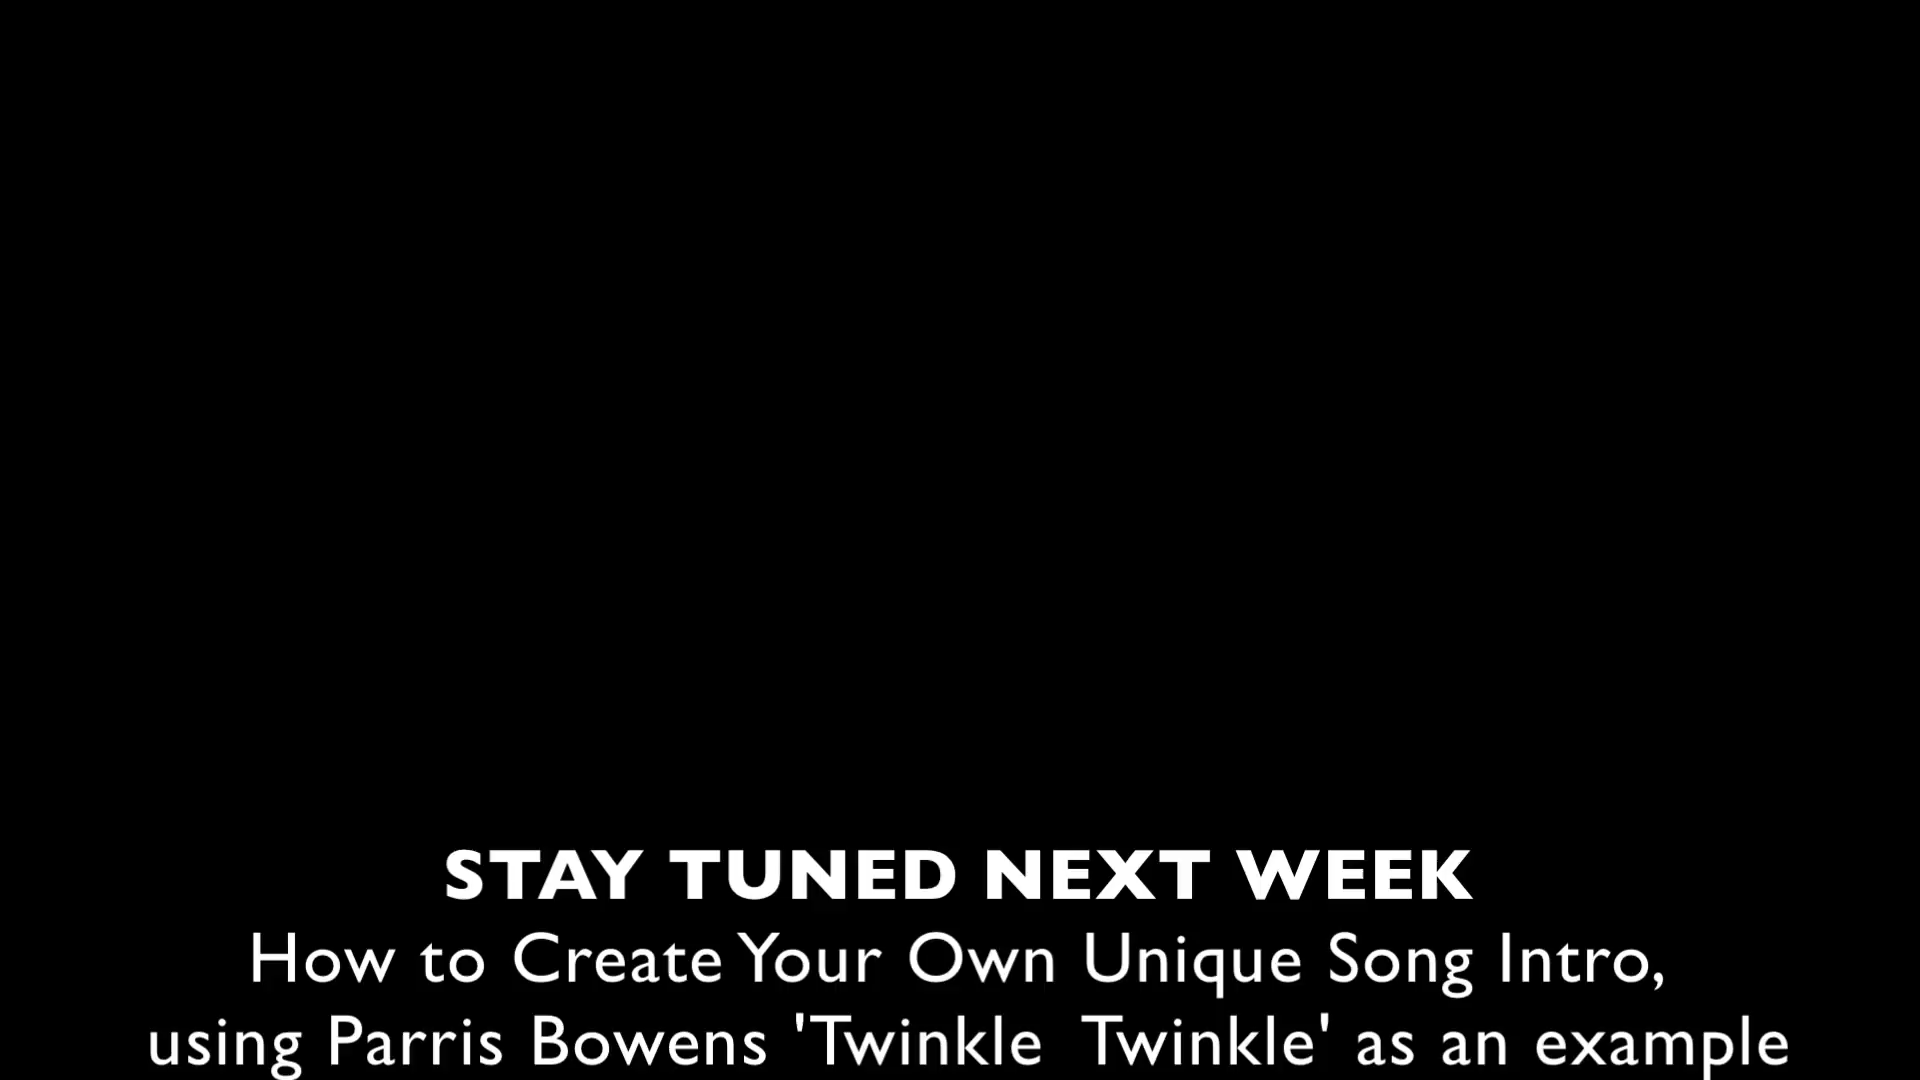 STAY TUNED NEXT WEEK
How to Create Your Own Unique Song Intro,
using Parris Bowens 'Twinkle  Twinkle' as an example